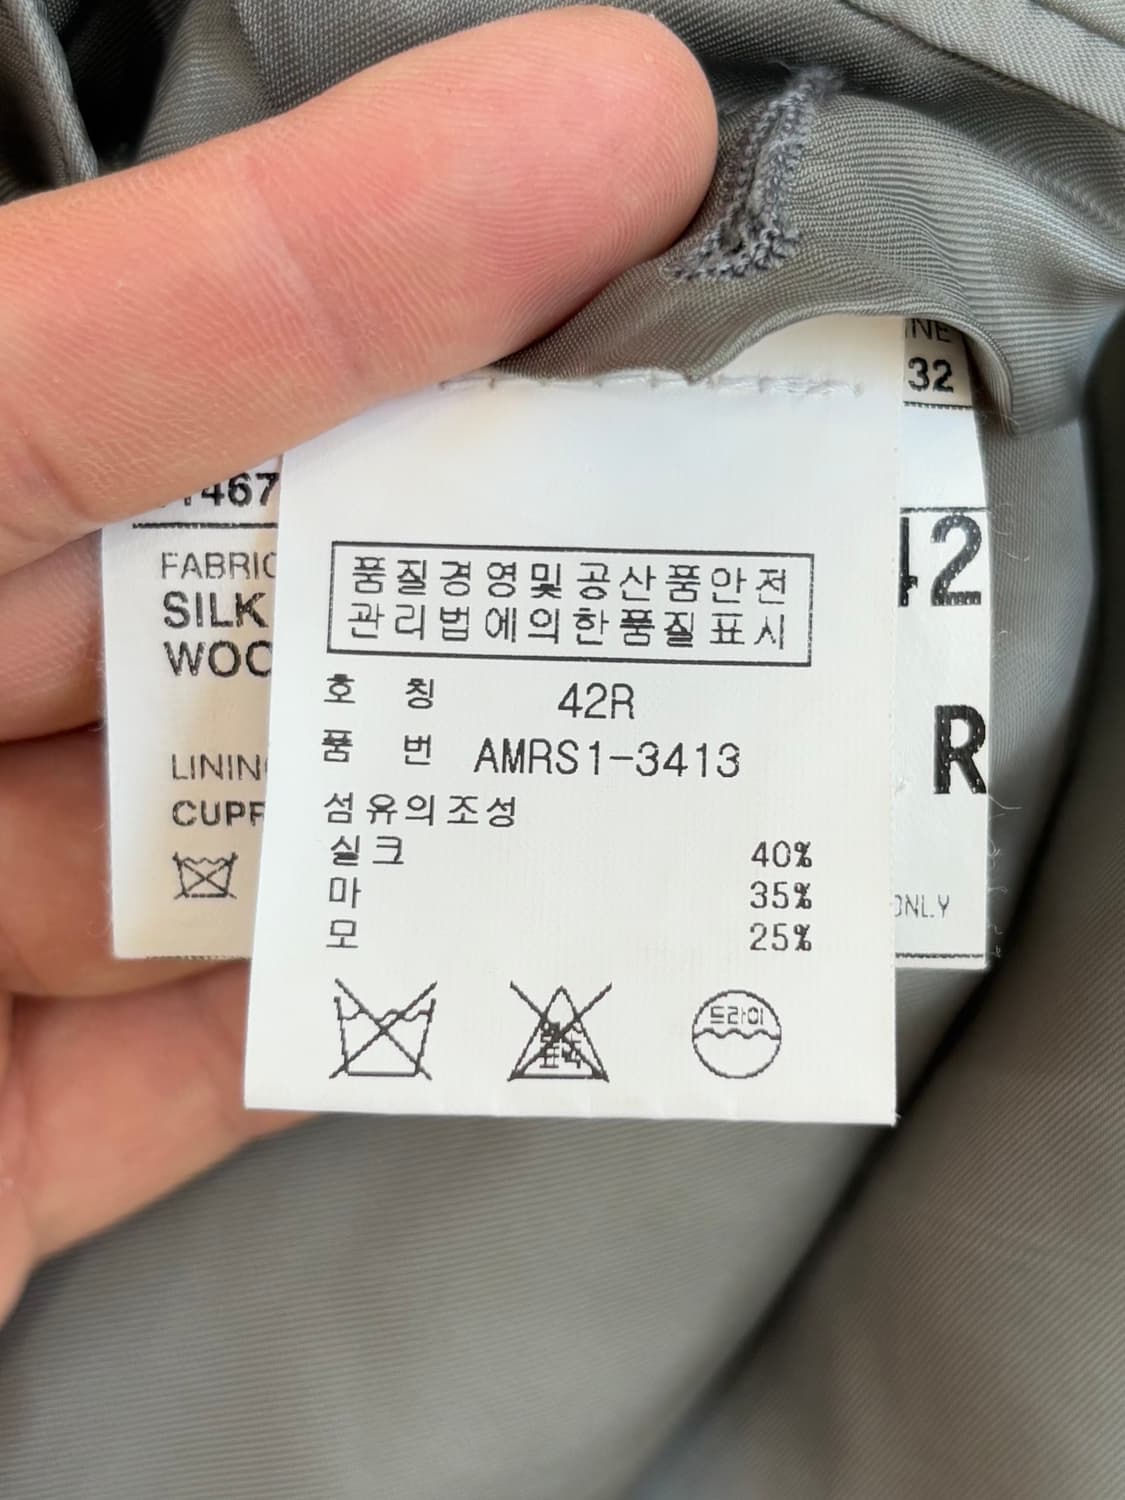 32
42
R
FABRIC
SILK
LININ
품질경영및공산품안전
관리법에의한품질표시
호 칭 42R
품 번 AMRS1-3413
섬유의조성
실크 40%
마 35%
모 25%
드라이